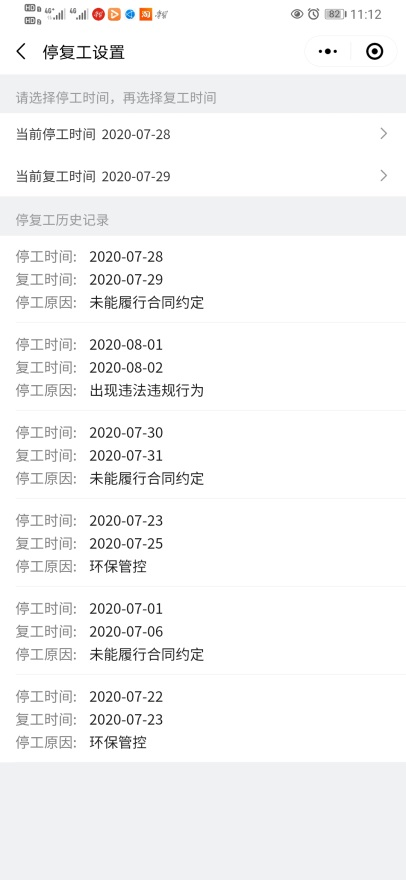 82 11:12
停复工设置
请选择停工时间，再选择复工时间
当前停工时间 2020-07-28
当前复工时间 2020-07-29
停复工历史记录
停工时间: 2020-07-28
复工时间: 2020-07-29
停工原因: 未能履行合同约定
停工时间: 2020-08-01
复工时间: 2020-08-02
停工原因: 出现违法违规行为
停工时间: 2020-07-30
复工时间: 2020-07-31
停工原因: 未能履行合同约定
停工时间: 2020-07-23
复工时间: 2020-07-25
停工原因: 环保管控
停工时间: 2020-07-01
复工时间: 2020-07-06
停工原因: 未能履行合同约定
停工时间: 2020-07-22
复工时间: 2020-07-23
停工原因: 环保管控